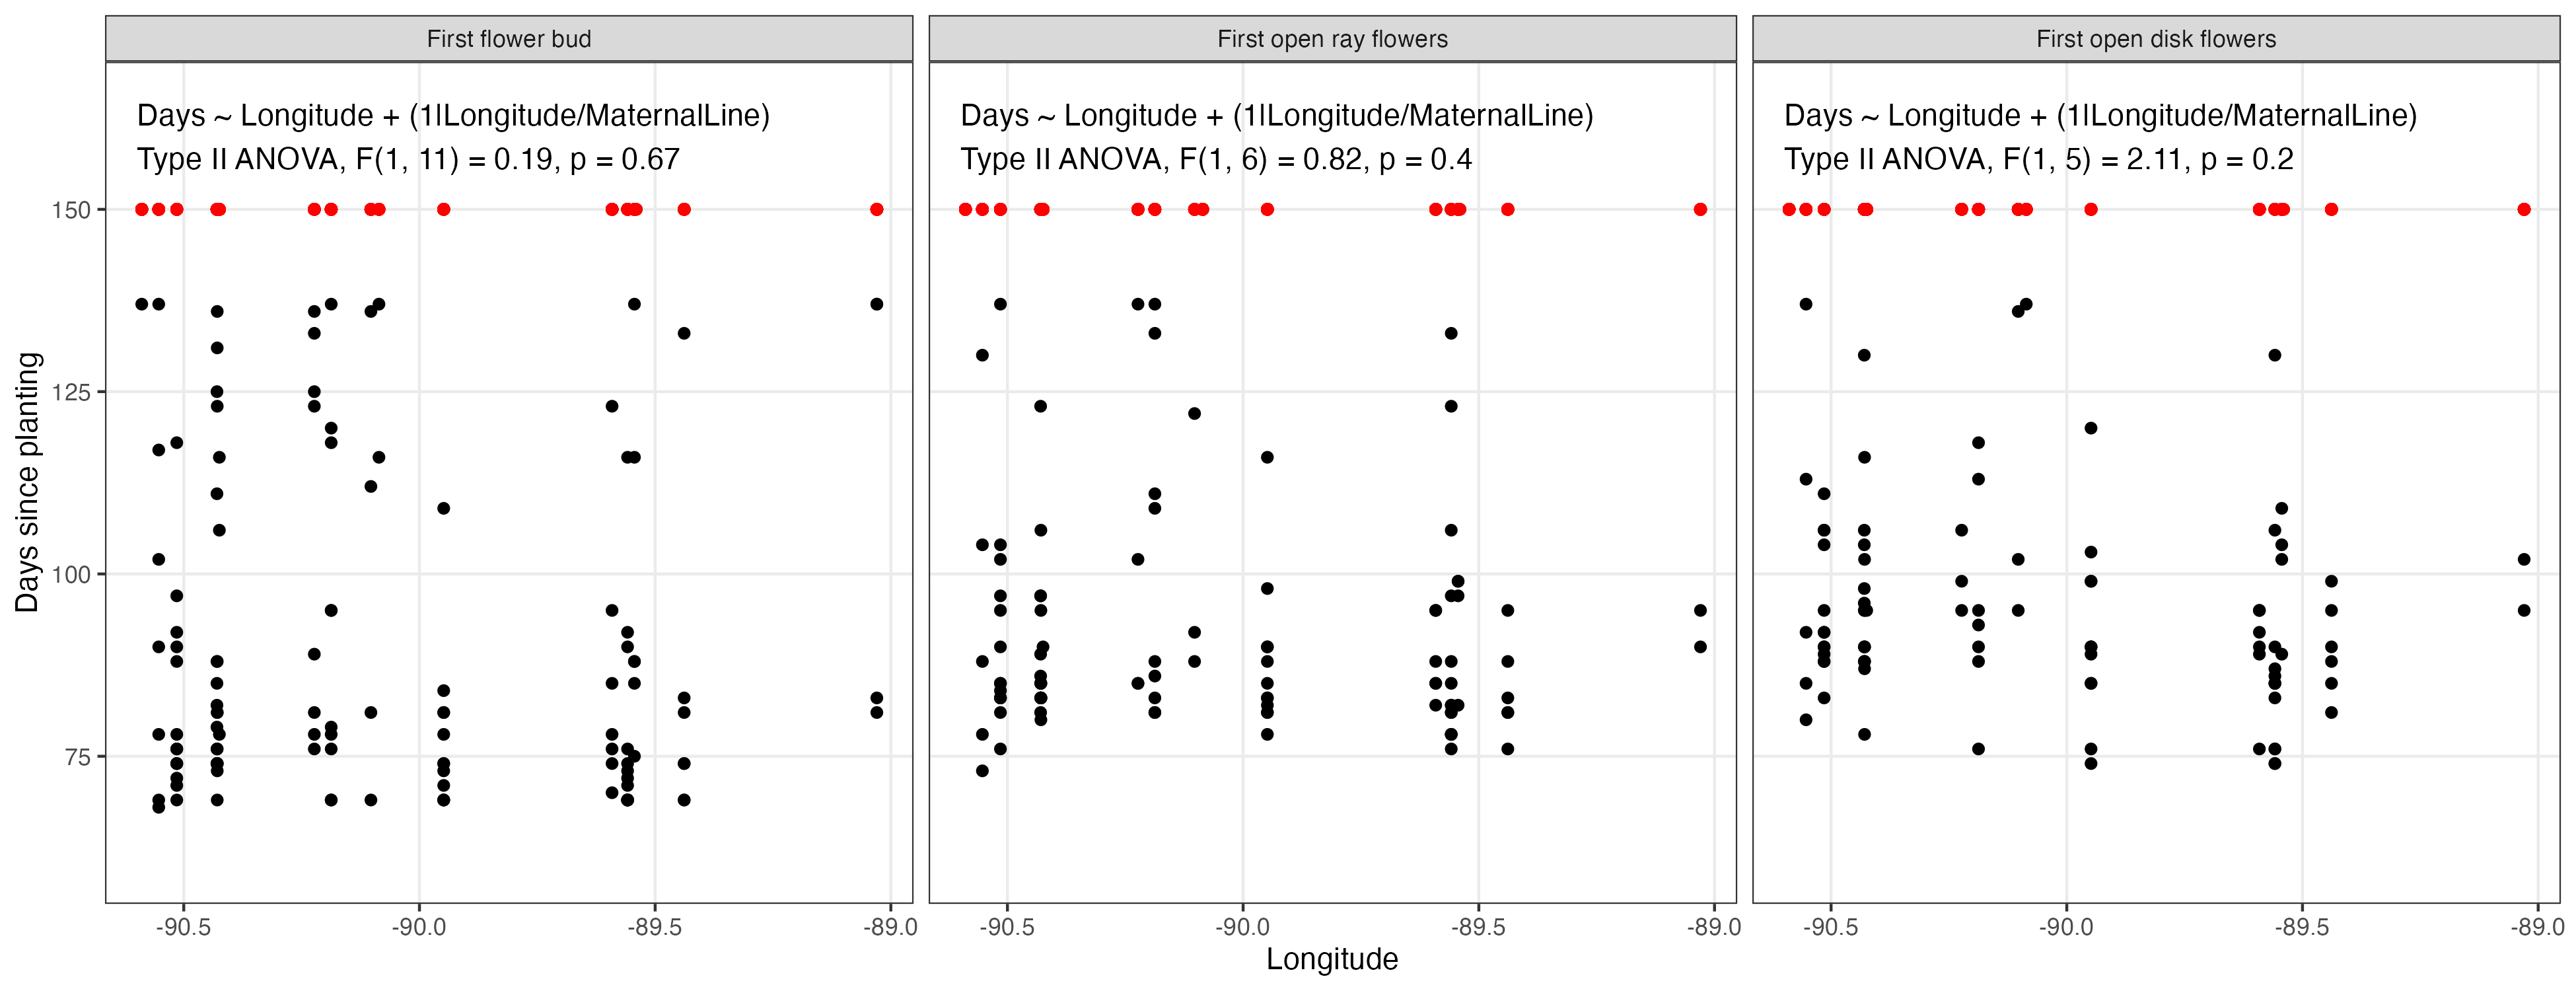 First flower bud
First open ray flowers
First open disk flowers
Days ~ Longitude + (1|Longitude/MaternalLine)
Type II ANOVA, F(1, 11) = 0.19, p = 0.67
Days ~ Longitude + (1|Longitude/MaternalLine)
Type II ANOVA, F(1, 6) = 0.82, p = 0.4
Days ~ Longitude + (1|Longitude/MaternalLine)
Type II ANOVA, F(1, 5) = 2.11, p = 0.2
Days since planting
150
125
100
75
-90.5 -90.0 -89.5 -89.0
-90.5 -90.0 -89.5 -89.0
-90.5 -90.0 -89.5 -89.0
Longitude